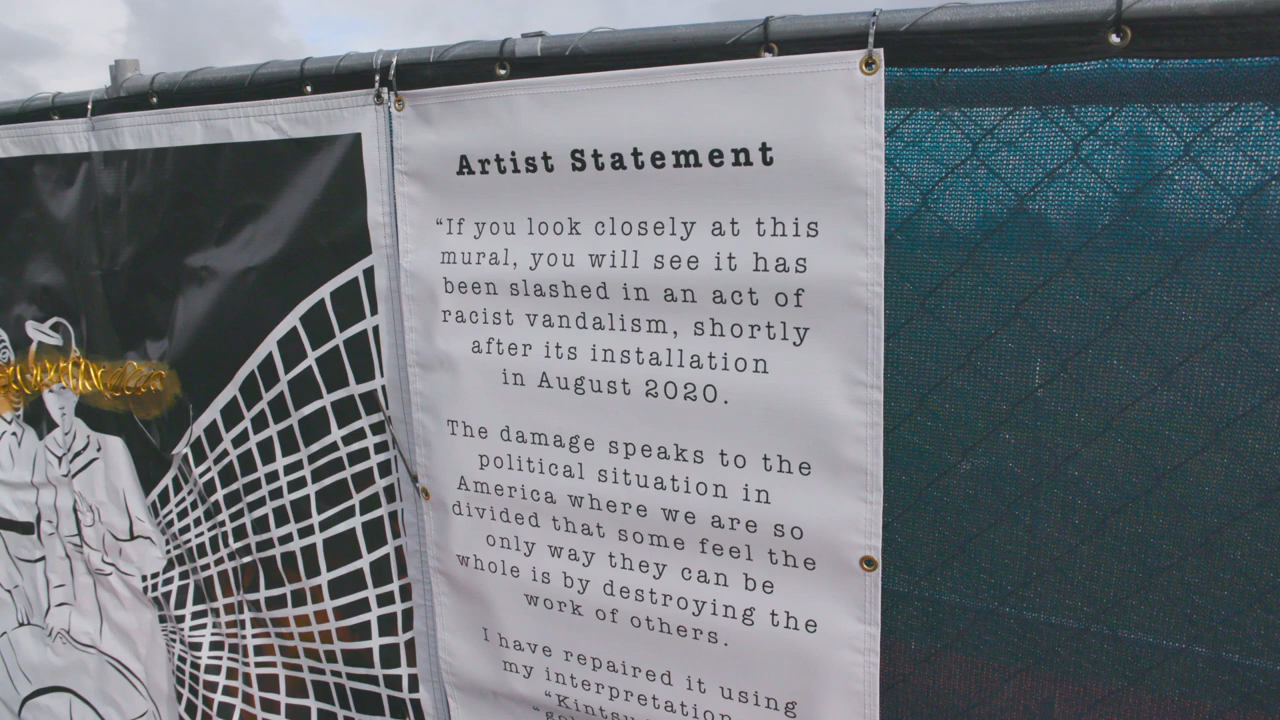 Artist Statement
“If you look closely at this
mural, you will see it has
been slashed in an act of
racist vandalism, shortly
after its installation
in August 2020.
The damage speaks to the
political situation in
America where we are so
divided that some feel the
only way they can be
whole is by destroying the
work of others.
I have repaired it using
my interpretation